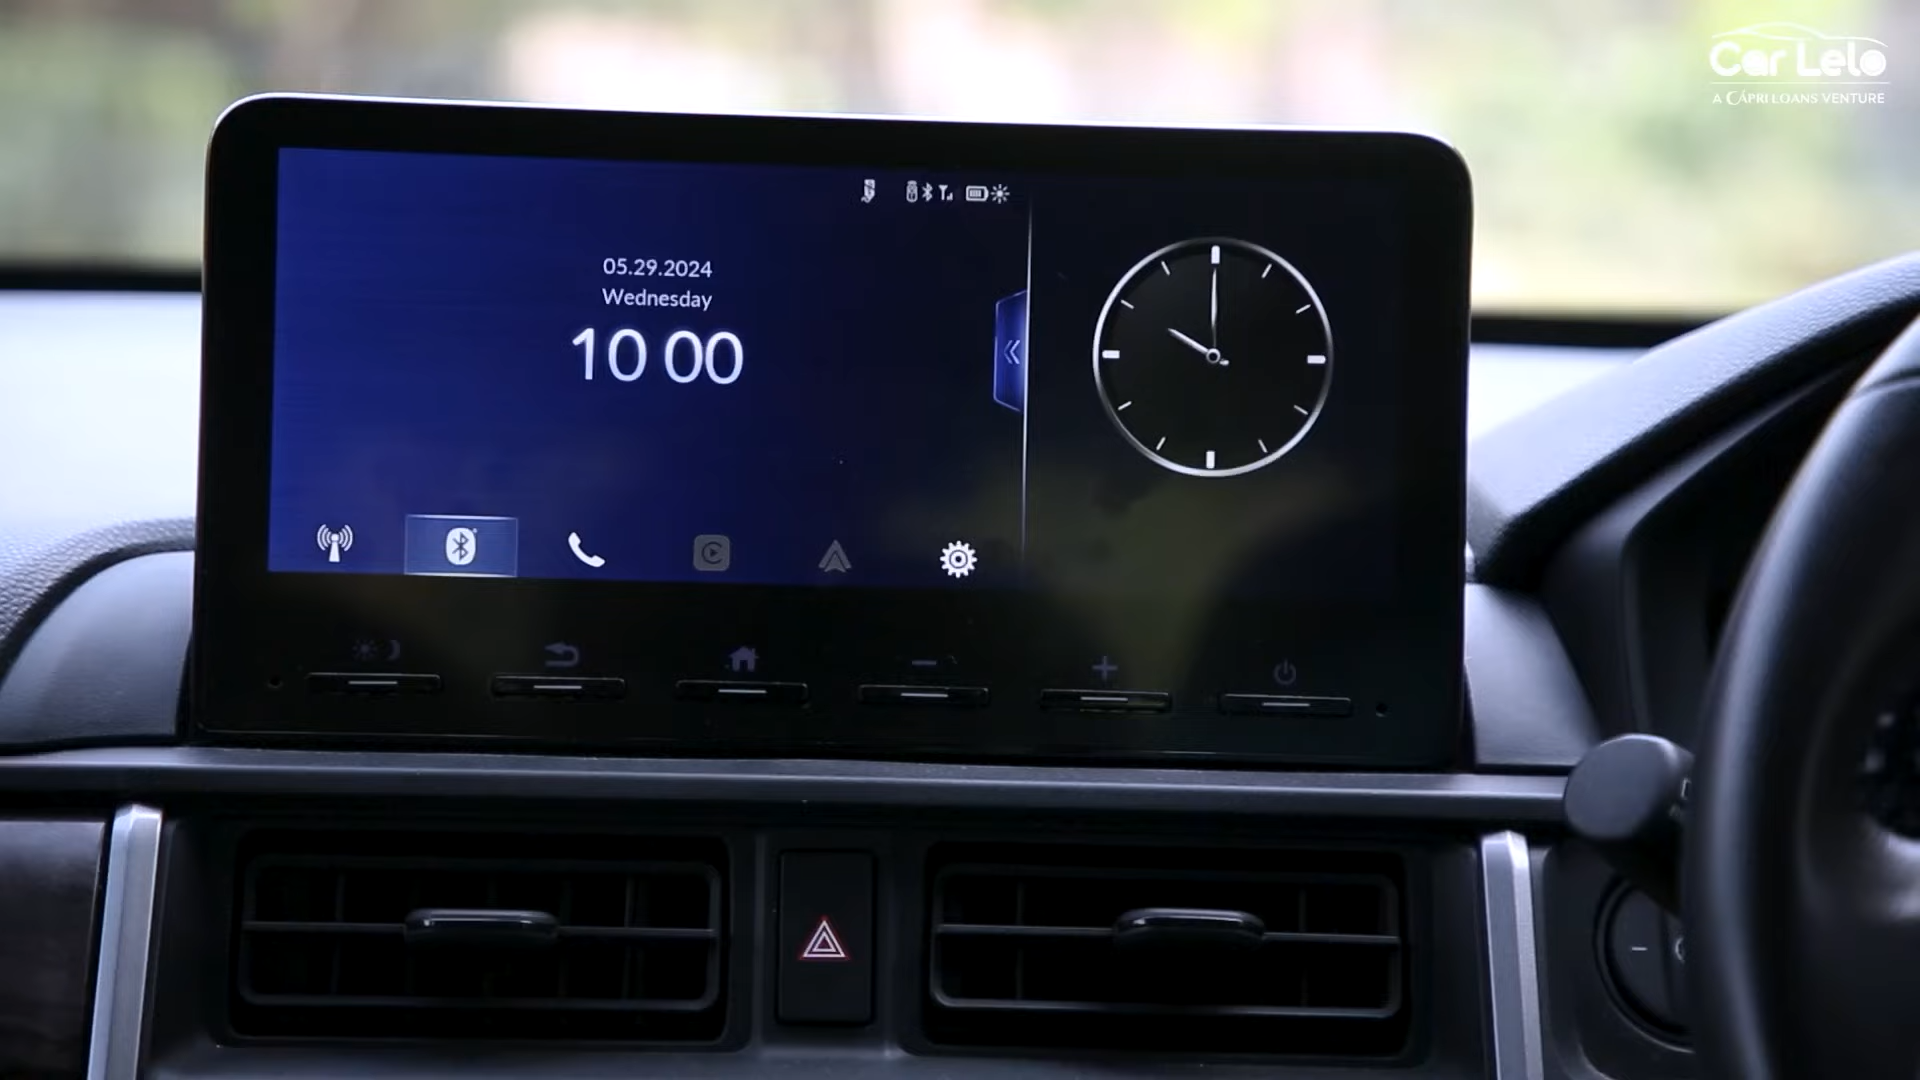 Car Lelo
A CAPRI LOANS VENTURE
05.29.2024
Wednesday
10 00